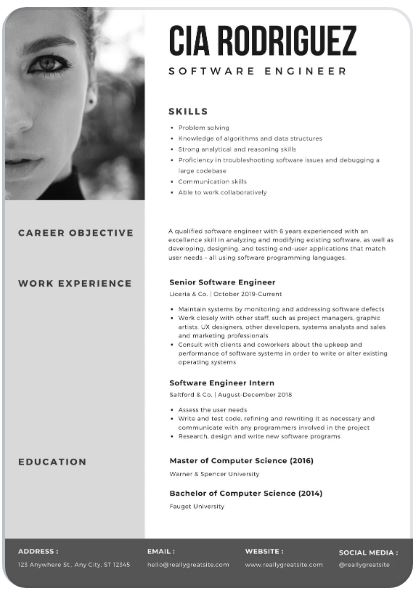 CIA RODRIGUEZ
SOFTWARE ENGINEER
SKILLS
• Problem solving
• Knowledge of algorithms and data structures
• Strong analytical and reasoning skills
• Proficiency in troubleshooting software issues and debugging a
large codebase
• Communication skills
• Able to work collaboratively
CAREER OBJECTIVE
A qualified software engineer with 6 years experienced with an
excellence skill in analyzing and modifying existing software, as well as
developing, designing, and testing end-user applications that match
user needs - all using software programming languages.
WORK EXPERIENCE
Senior Software Engineer
Liceria & Co. | October 2019-Current
• Maintain systems by monitoring and addressing software defects
• Work closely with other staff, such as project managers, graphic
artists, UX designers, other developers, systems analysts and sales
and marketing professionals
• Consult with clients and coworkers about the upkeep and
performance of software systems in order to write or alter existing
operating systems
Software Engineer Intern
Saltford & Co. | August-December 2018
• Assess the user needs
• Write and test code, refining and rewriting it as necessary and
communicate with any programmers involved in the project
• Research, design and write new software programs.
EDUCATION
Master of Computer Science (2016)
Warner & Spencer University
Bachelor of Computer Science (2014)
Fauget University
ADDRESS :
123 Anywhere St., Any City, ST 12345
EMAIL :
hello@reallygreatsite.com
WEBSITE :
www.reallygreatsite.com
SOCIAL MEDIA :
@reallygreatsite